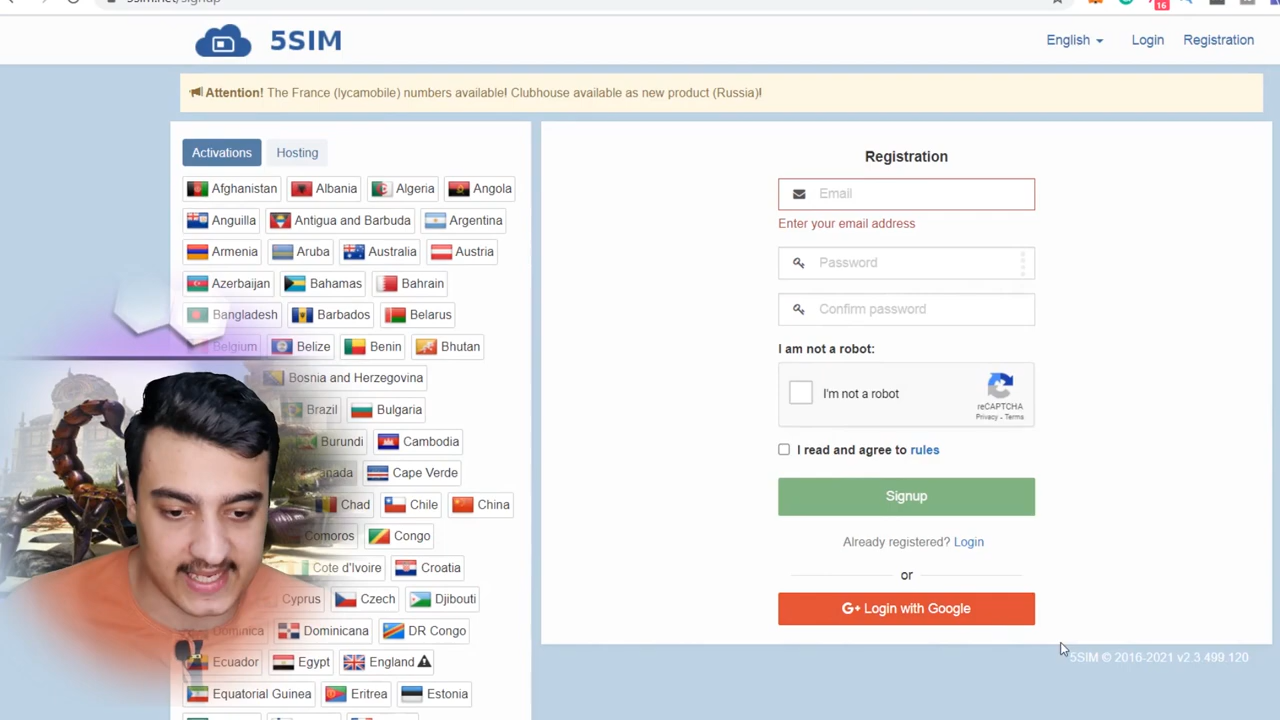 5sim.net/signup
16
5SIM
English
Login
Registration
Attention! The France (lycamobile) numbers available! Clubhouse available as new product (Russia)!
Activations
Hosting
Afghanistan
Albania
Algeria
Angola
Anguilla
Antigua and Barbuda
Argentina
Armenia
Aruba
Australia
Austria
Azerbaijan
Bahamas
Bahrain
Bangladesh
Barbados
Belarus
Belgium
Belize
Benin
Bhutan
Bosnia and Herzegovina
Brazil
Bulgaria
Burundi
Cambodia
Canada
Cape Verde
Chad
Chile
China
Comoros
Congo
Cote d'Ivoire
Croatia
Cyprus
Czech
Djibouti
Dominica
Dominicana
DR Congo
Ecuador
Egypt
England
Equatorial Guinea
Eritrea
Estonia
Registration
Email
Enter your email address
Password
Confirm password
I am not a robot:
I'm not a robot
reCAPTCHA
Privacy - Terms
I read and agree to rules
Signup
Already registered? Login
or
G+ Login with Google
5SIM © 2016-2021 v2.3.499.120